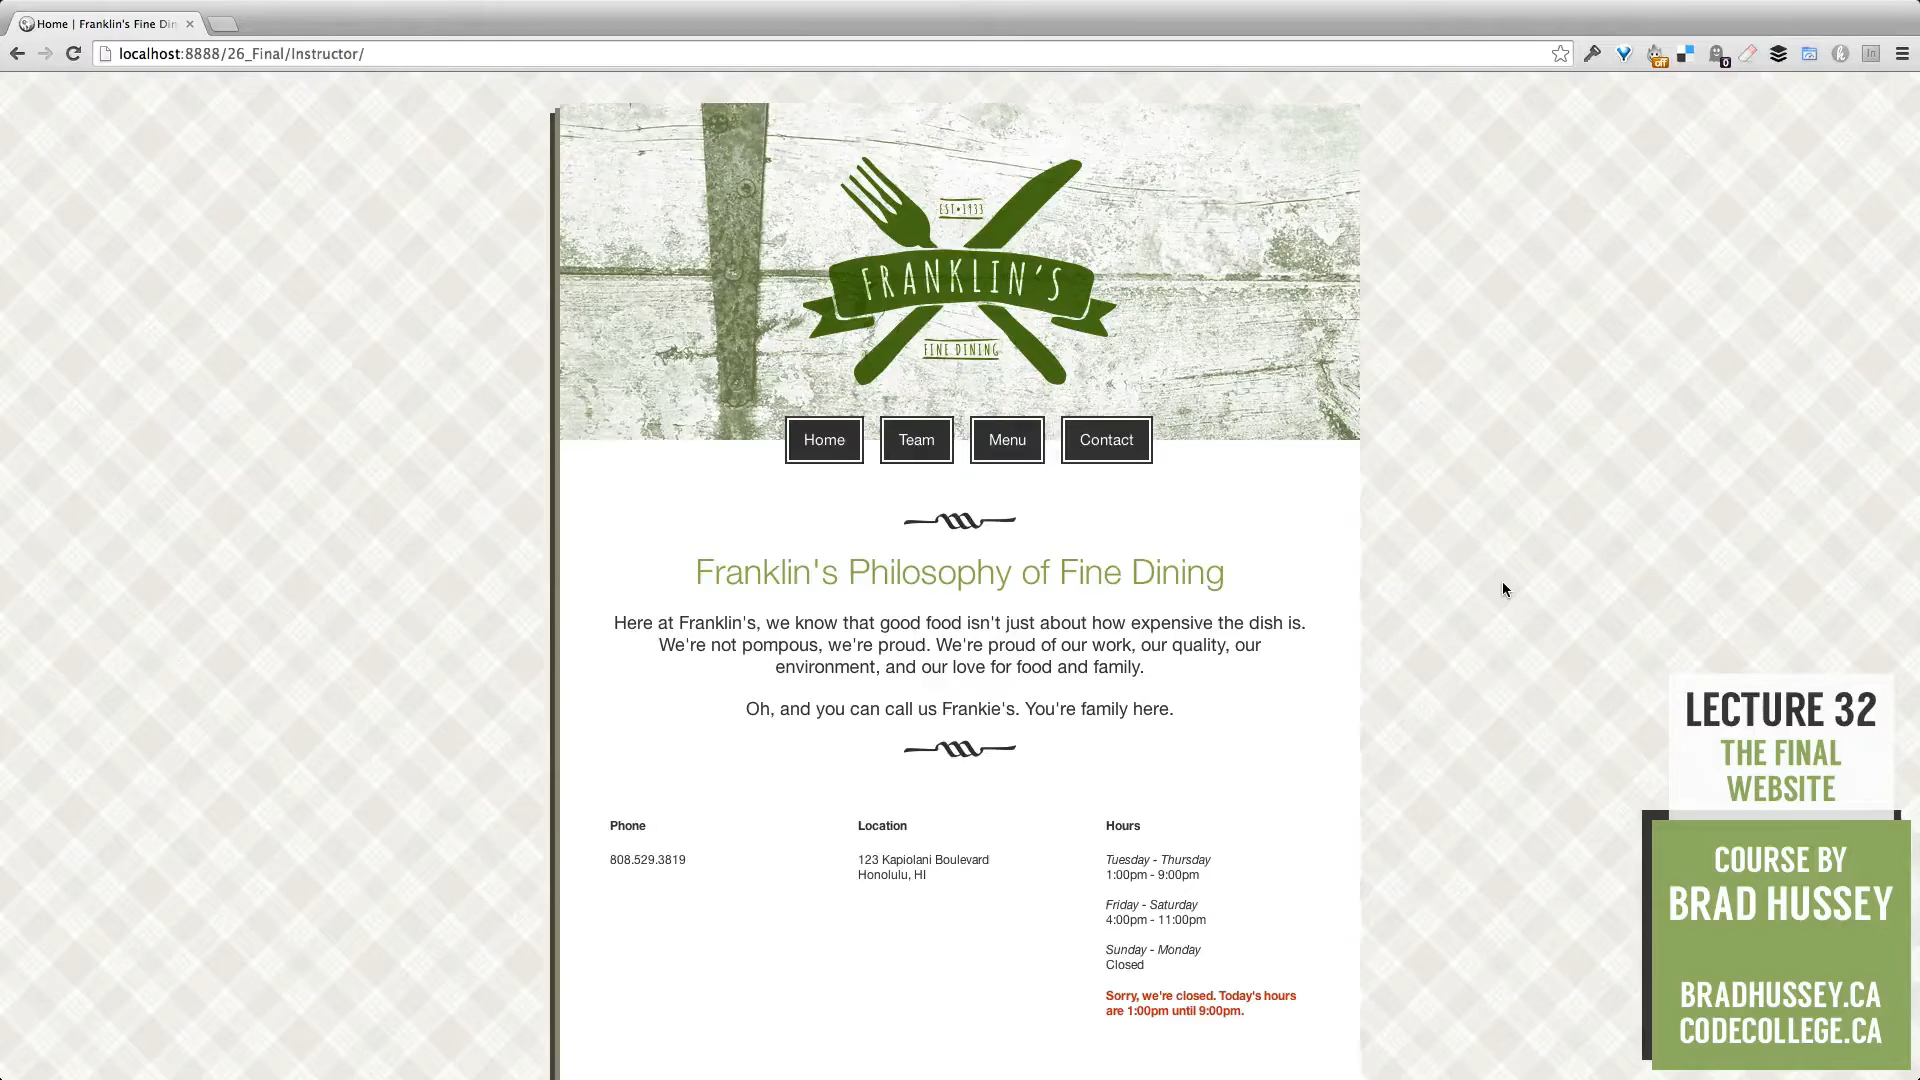 Home | Franklin's Fine Din
localhost:8888/26_Final/Instructor/
off
0
In
EST•1933
FRANKLIN'S
FINE DINING
Home
Team
Menu
Contact
Franklin's Philosophy of Fine Dining
Here at Franklin's, we know that good food isn't just about how expensive the dish is.
We're not pompous, we're proud. We're proud of our work, our quality, our
environment, and our love for food and family.
Oh, and you can call us Frankie's. You're family here.
Phone
808.529.3819
Location
123 Kapiolani Boulevard
Honolulu, HI
Hours
Tuesday - Thursday
1:00pm - 9:00pm
Friday - Saturday
4:00pm - 11:00pm
Sunday - Monday
Closed
Sorry, we're closed. Today's hours
are 1:00pm until 9:00pm.
LECTURE 32
THE FINAL
WEBSITE
COURSE BY
BRAD HUSSEY
BRADHUSSEY.CA
CODECOLLEGE.CA